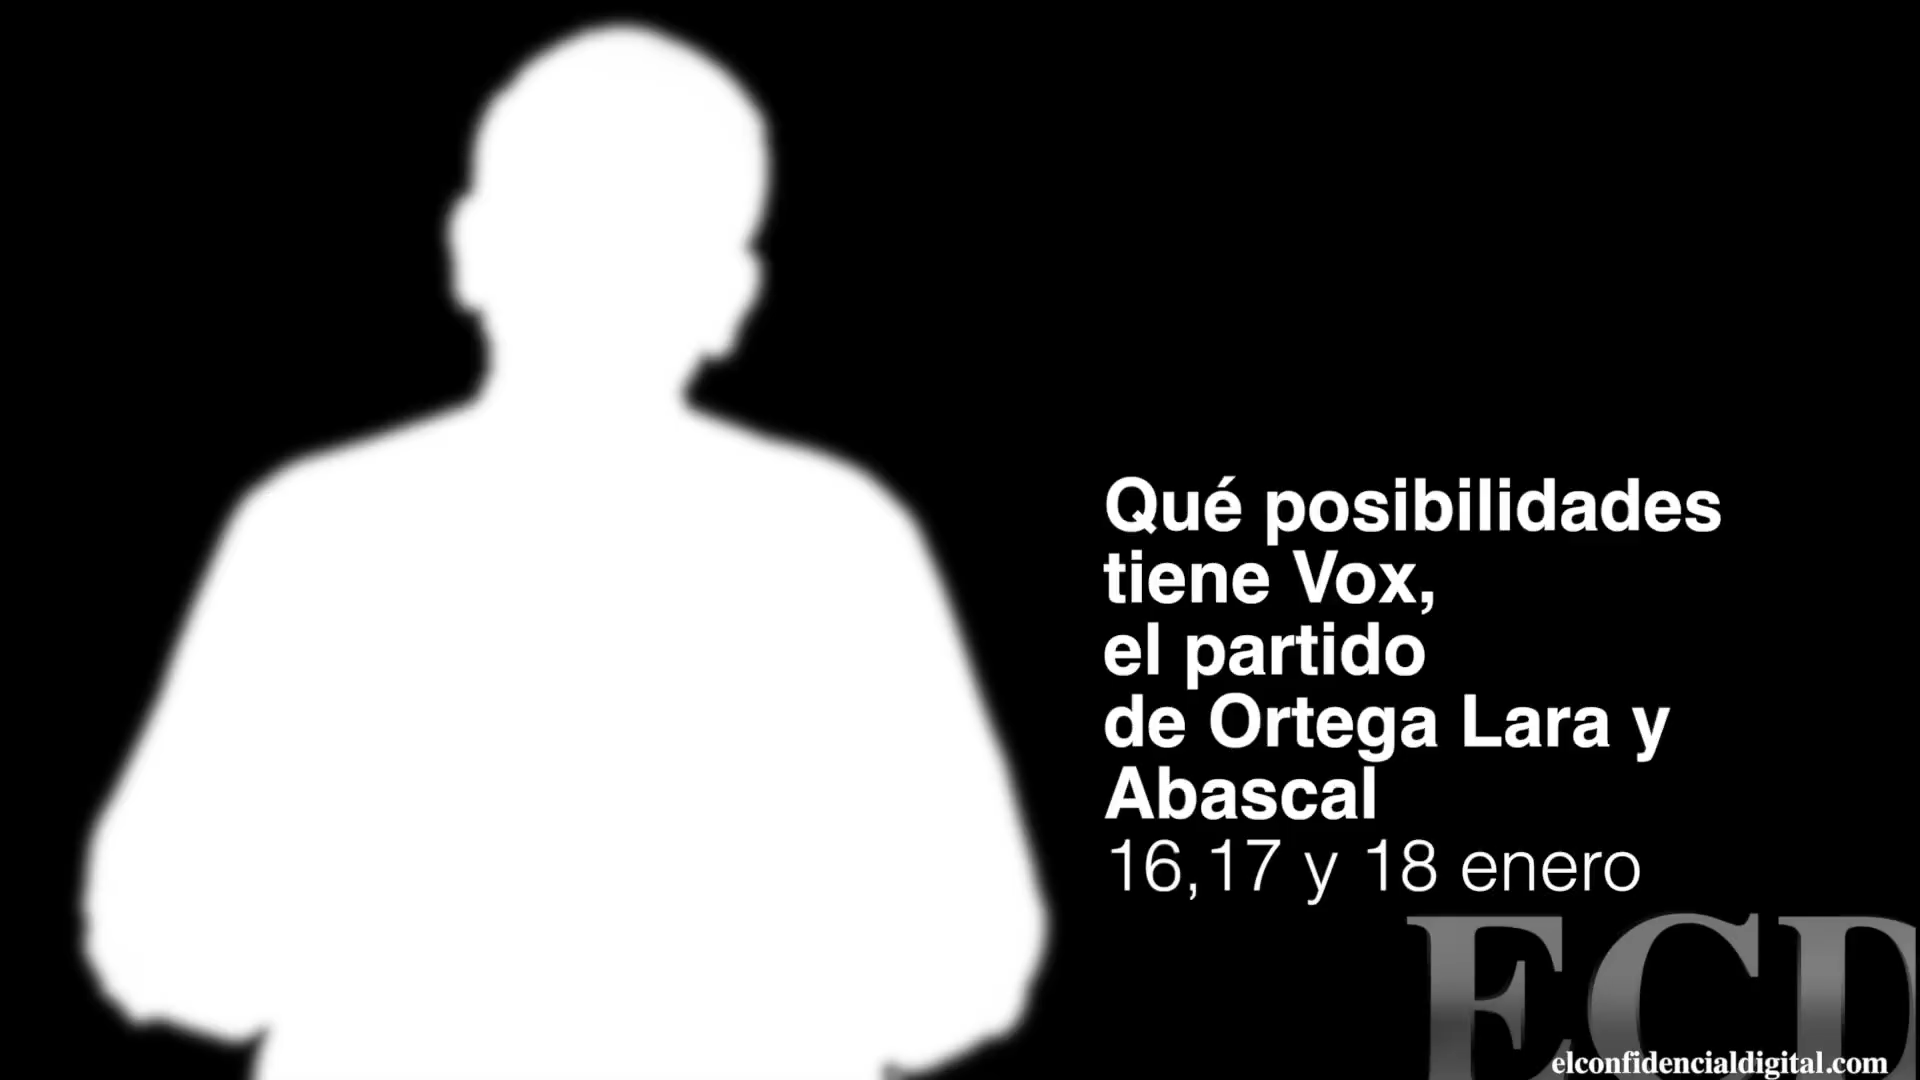 Qué posibilidades
tiene Vox,
el partido
de Ortega Lara y
Abascal
16,17 y 18 enero
ECD
elconfidencialdigital.com